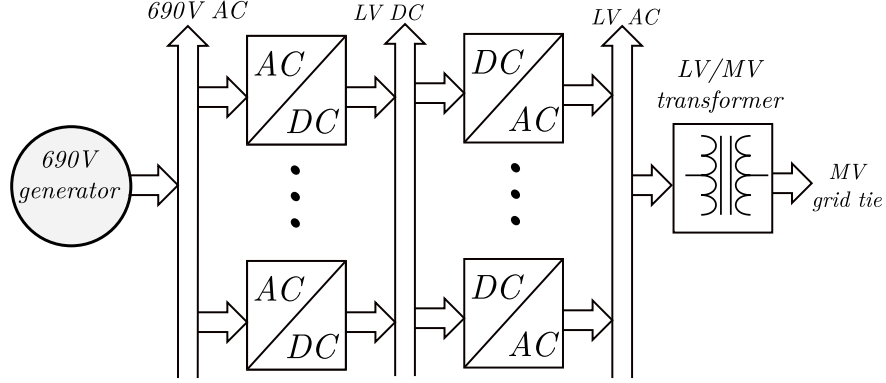 690V AC
LV DC
LV AC
AC
DC
DC
AC
LV/MV
transformer
690V
generator
MV
grid tie
AC
DC
DC
AC